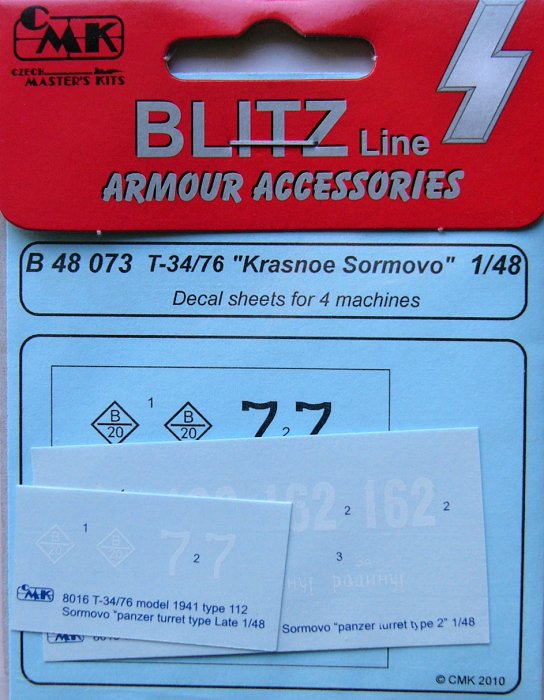 CMK
CZECH
MASTER'S KITS
BLITZ Line
ARMOUR ACCESSORIES
B 48 073 T-34/76 "Krasnoe Sormovo" 1/48
Decal sheets for 4 machines
B
20
1
B
20
7 7
2
162
2
162
2
3
1
B
20
B
20
7 7
2
CMK
8016 T-34/76 model 1941 type 112
Sormovo "panzer turret type Late 1/48
Sormovo "panzer turret type 2" 1/48
CMK
© CMK 2010